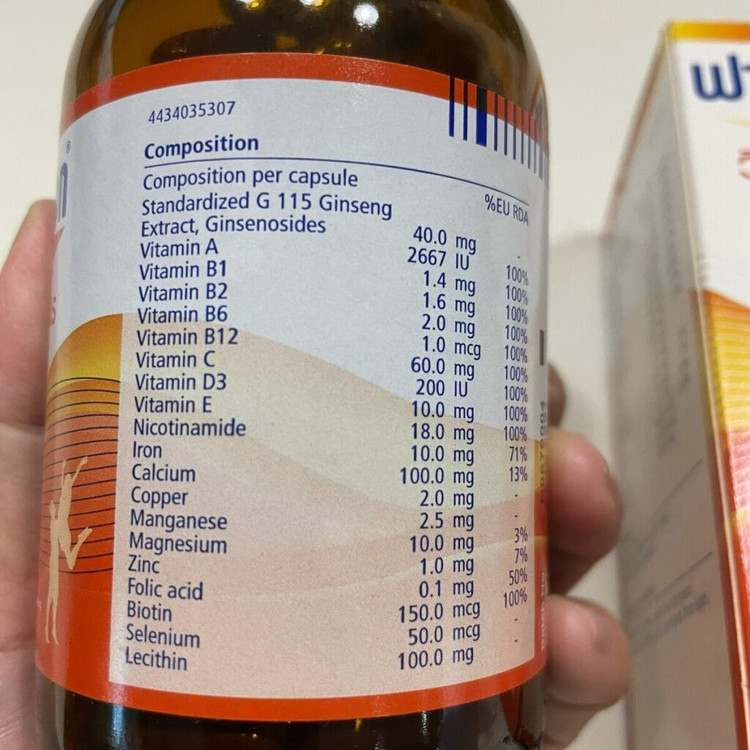 4434035307
Composition
Composition per capsule %EU RDA
Standardized G 115 Ginseng
Extract, Ginsenosides 40.0 mg -
Vitamin A 2667 IU 100%
Vitamin B1 1.4 mg 100%
Vitamin B2 1.6 mg 100%
Vitamin B6 2.0 mg 100%
Vitamin B12 1.0 mcg 100%
Vitamin C 60.0 mg 100%
Vitamin D3 200 IU 100%
Vitamin E 10.0 mg 100%
Nicotinamide 18.0 mg 100%
Iron 10.0 mg 71%
Calcium 100.0 mg 13%
Copper 2.0 mg -
Manganese 2.5 mg -
Magnesium 10.0 mg 3%
Zinc 1.0 mg 7%
Folic acid 0.1 mg 50%
Biotin 150.0 mcg 100%
Selenium 50.0 mcg -
Lecithin 100.0 mg -